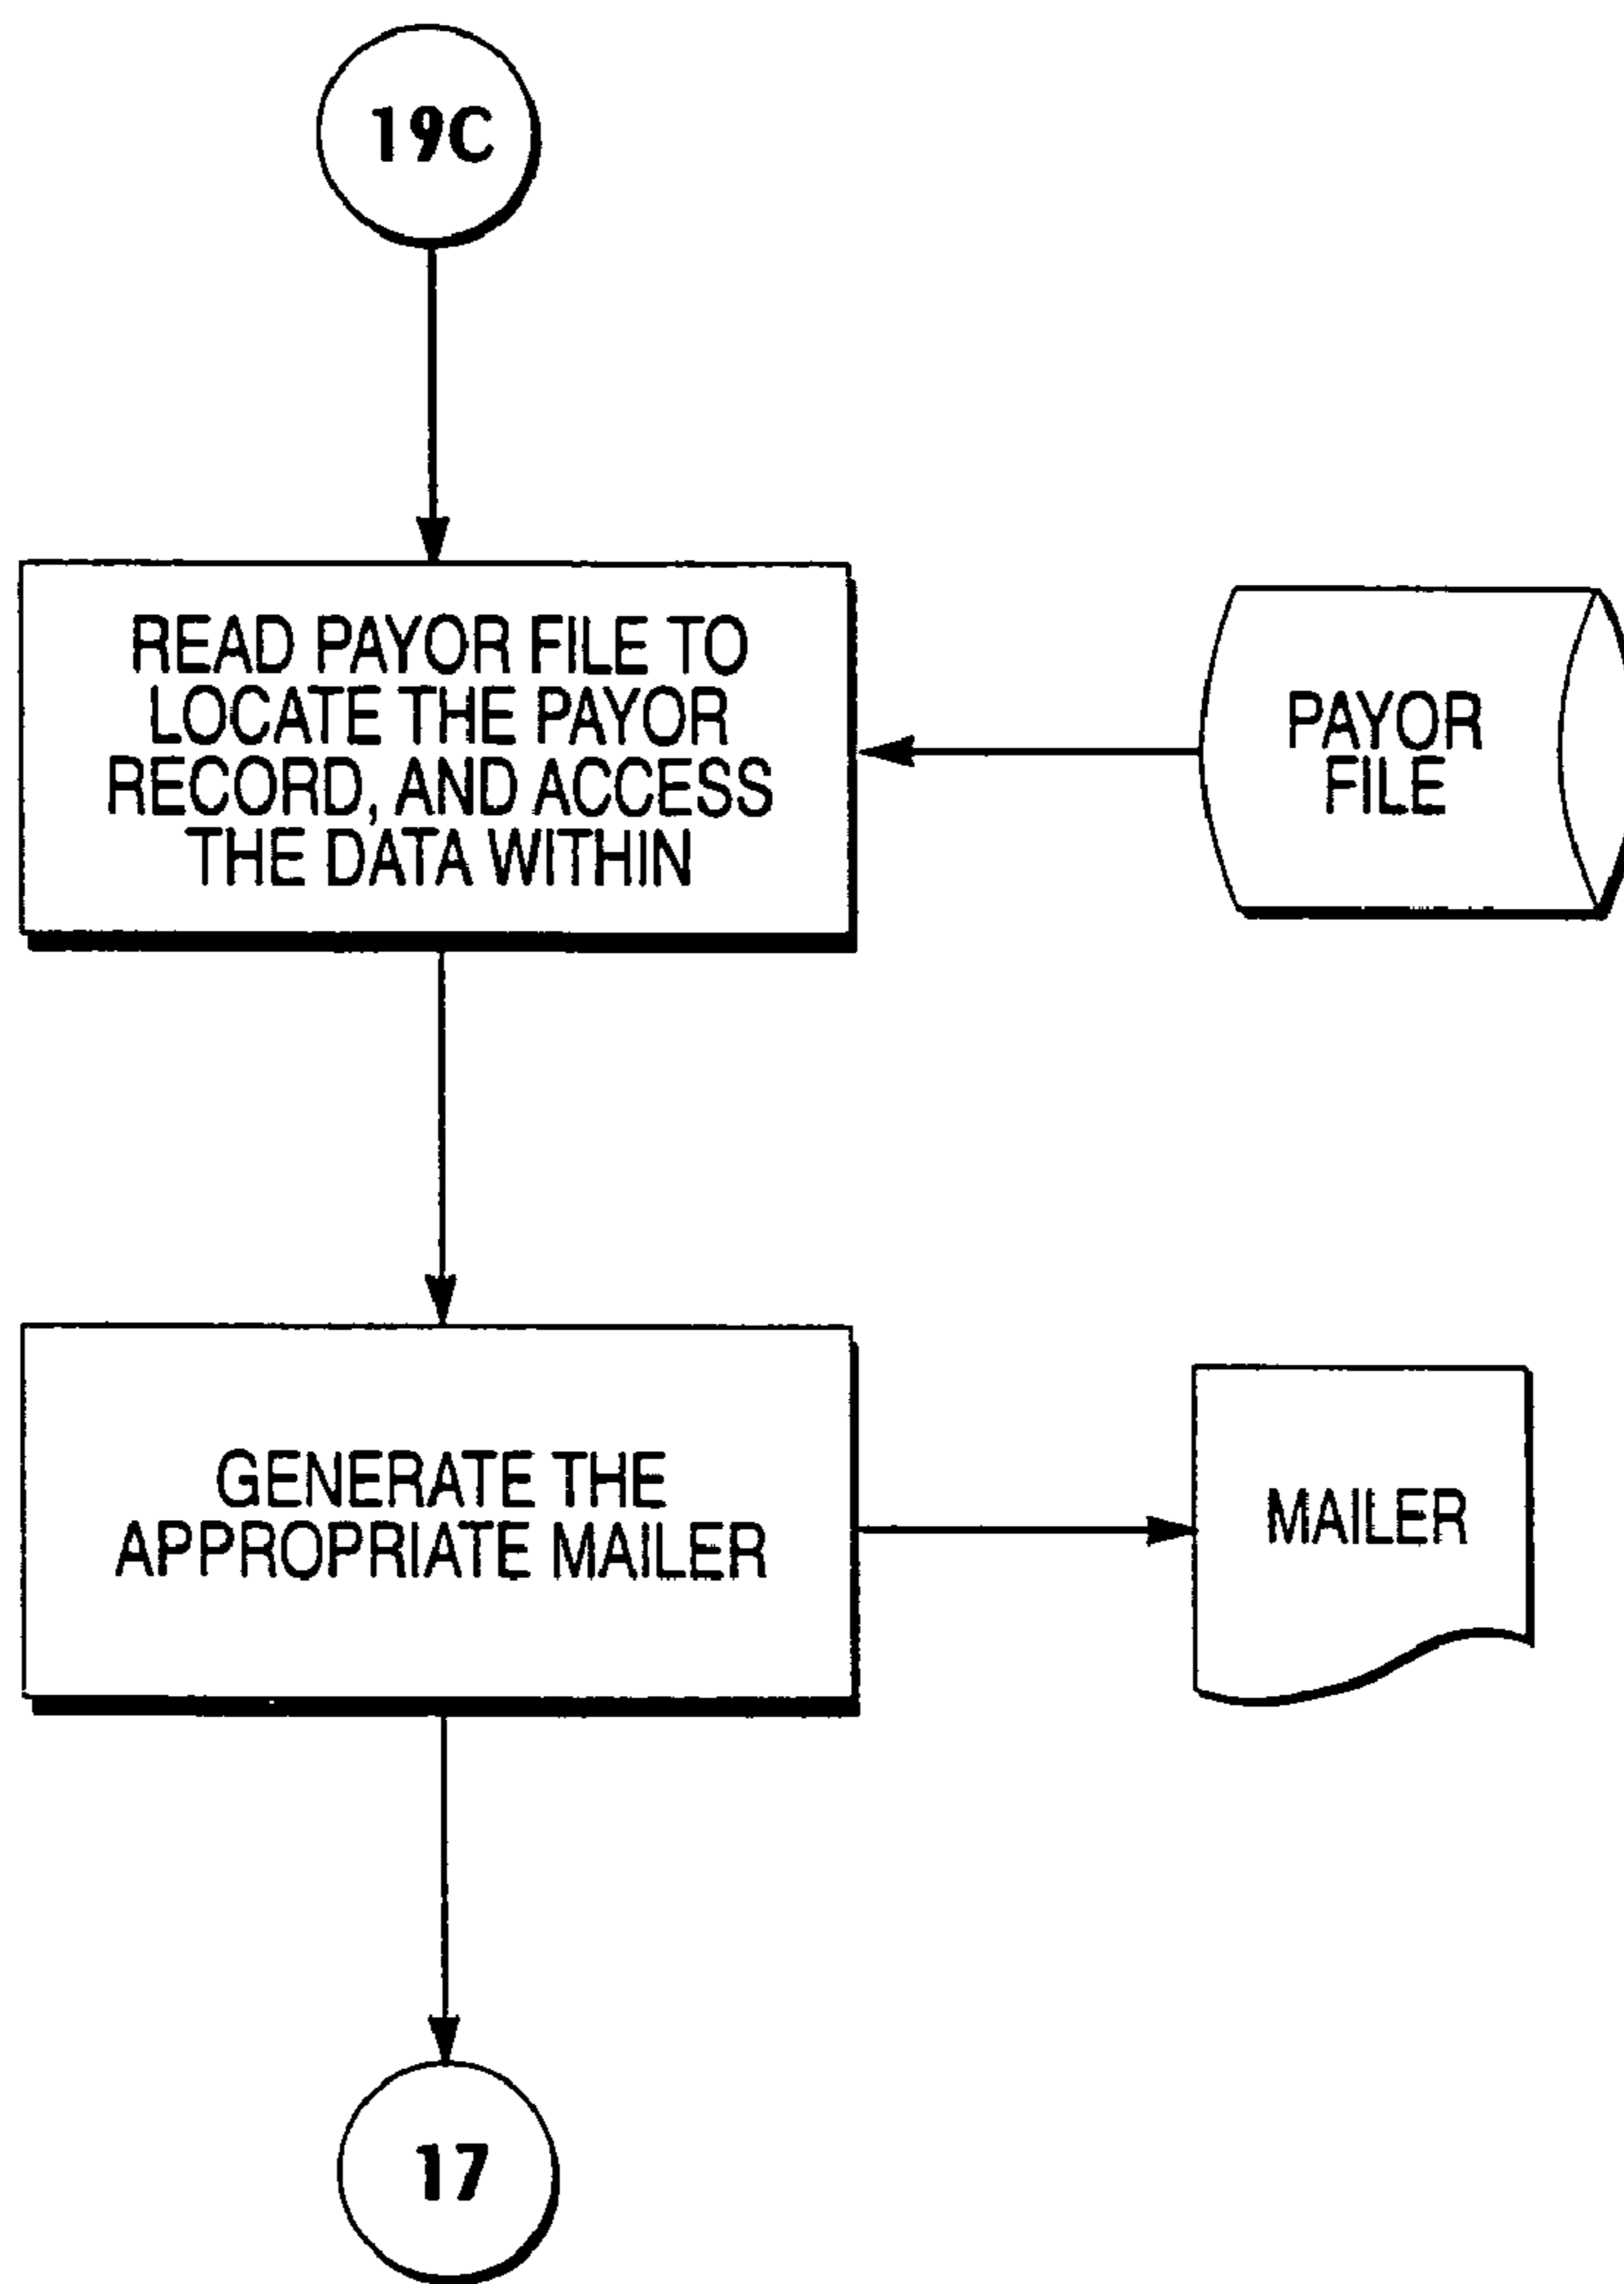 19C
READ PAYOR FILE TO
LOCATE THE PAYOR
RECORD, AND ACCESS
THE DATA WITHIN
PAYOR
FILE
GENERATE THE
APPROPRIATE MAILER
MAILER
17